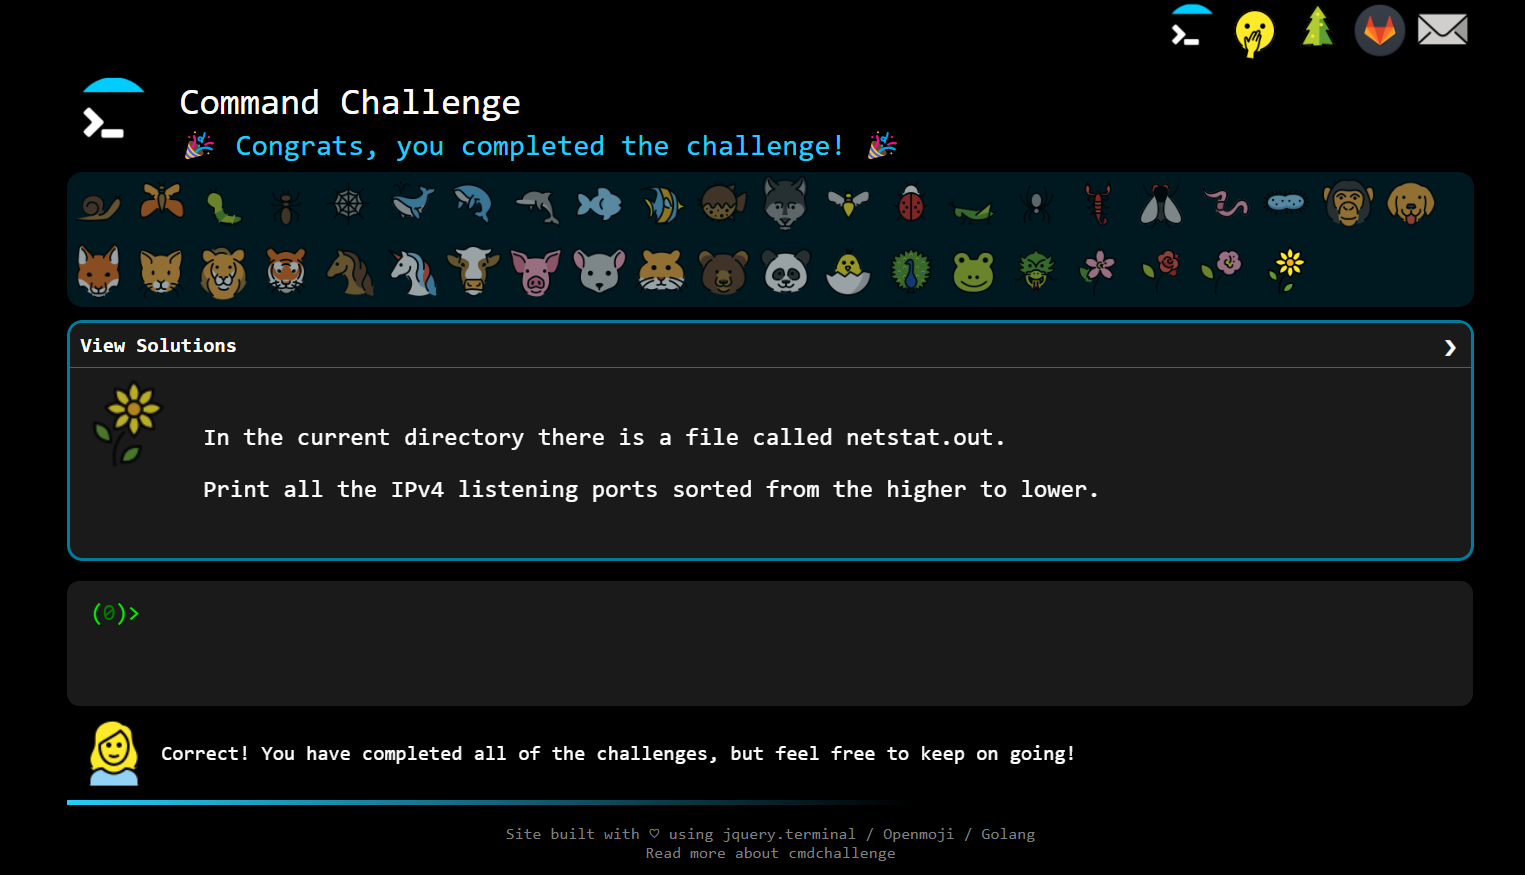 Command Challenge
🎉 Congrats, you completed the challenge! 🎉
View Solutions
In the current directory there is a file called netstat.out.
Print all the IPv4 listening ports sorted from the higher to lower.
(0)>
Correct! You have completed all of the challenges, but feel free to keep on going!
Site built with ♡ using jquery.terminal / Openmoji / Golang
Read more about cmdchallenge